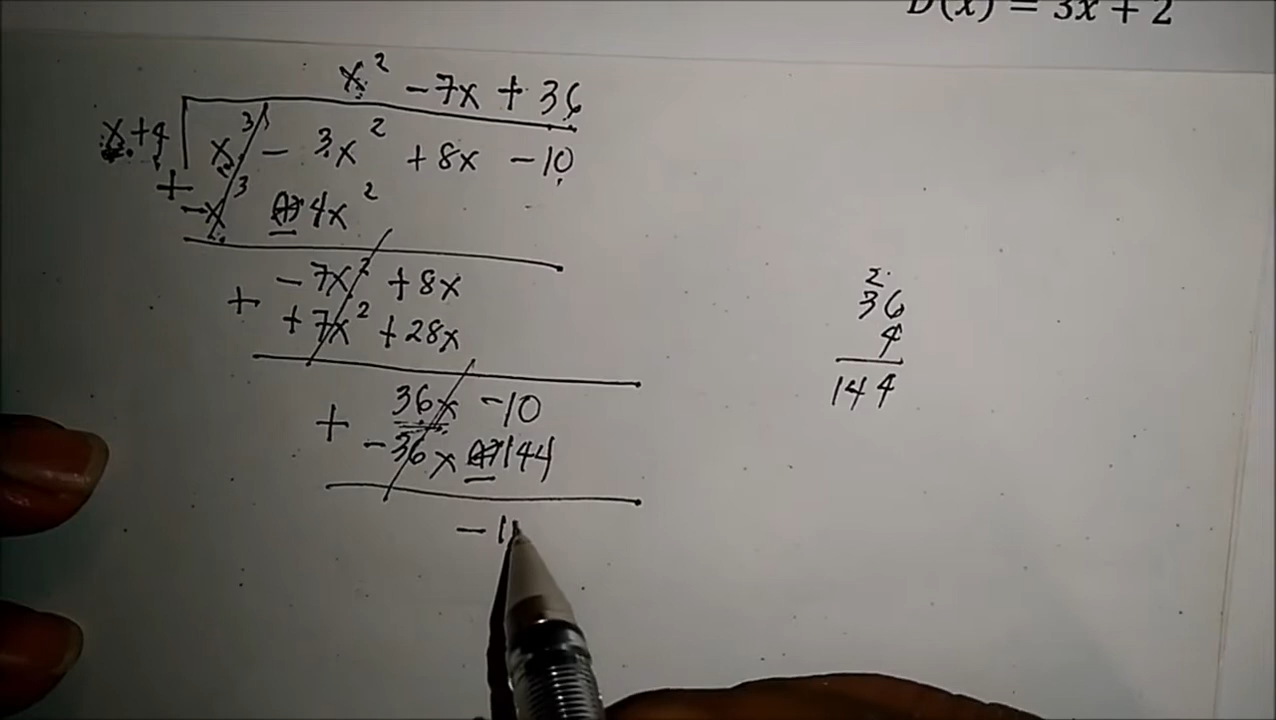 D(x) = 3x + 2
x² - 7x + 36
x+4 x³ - 3x² + 8x - 10
+ -x³ (+) 4x²
-7x² + 8x
+ +7x² + 28x
36x - 10
+ -36x (+) 144
-1
2
36
4
144